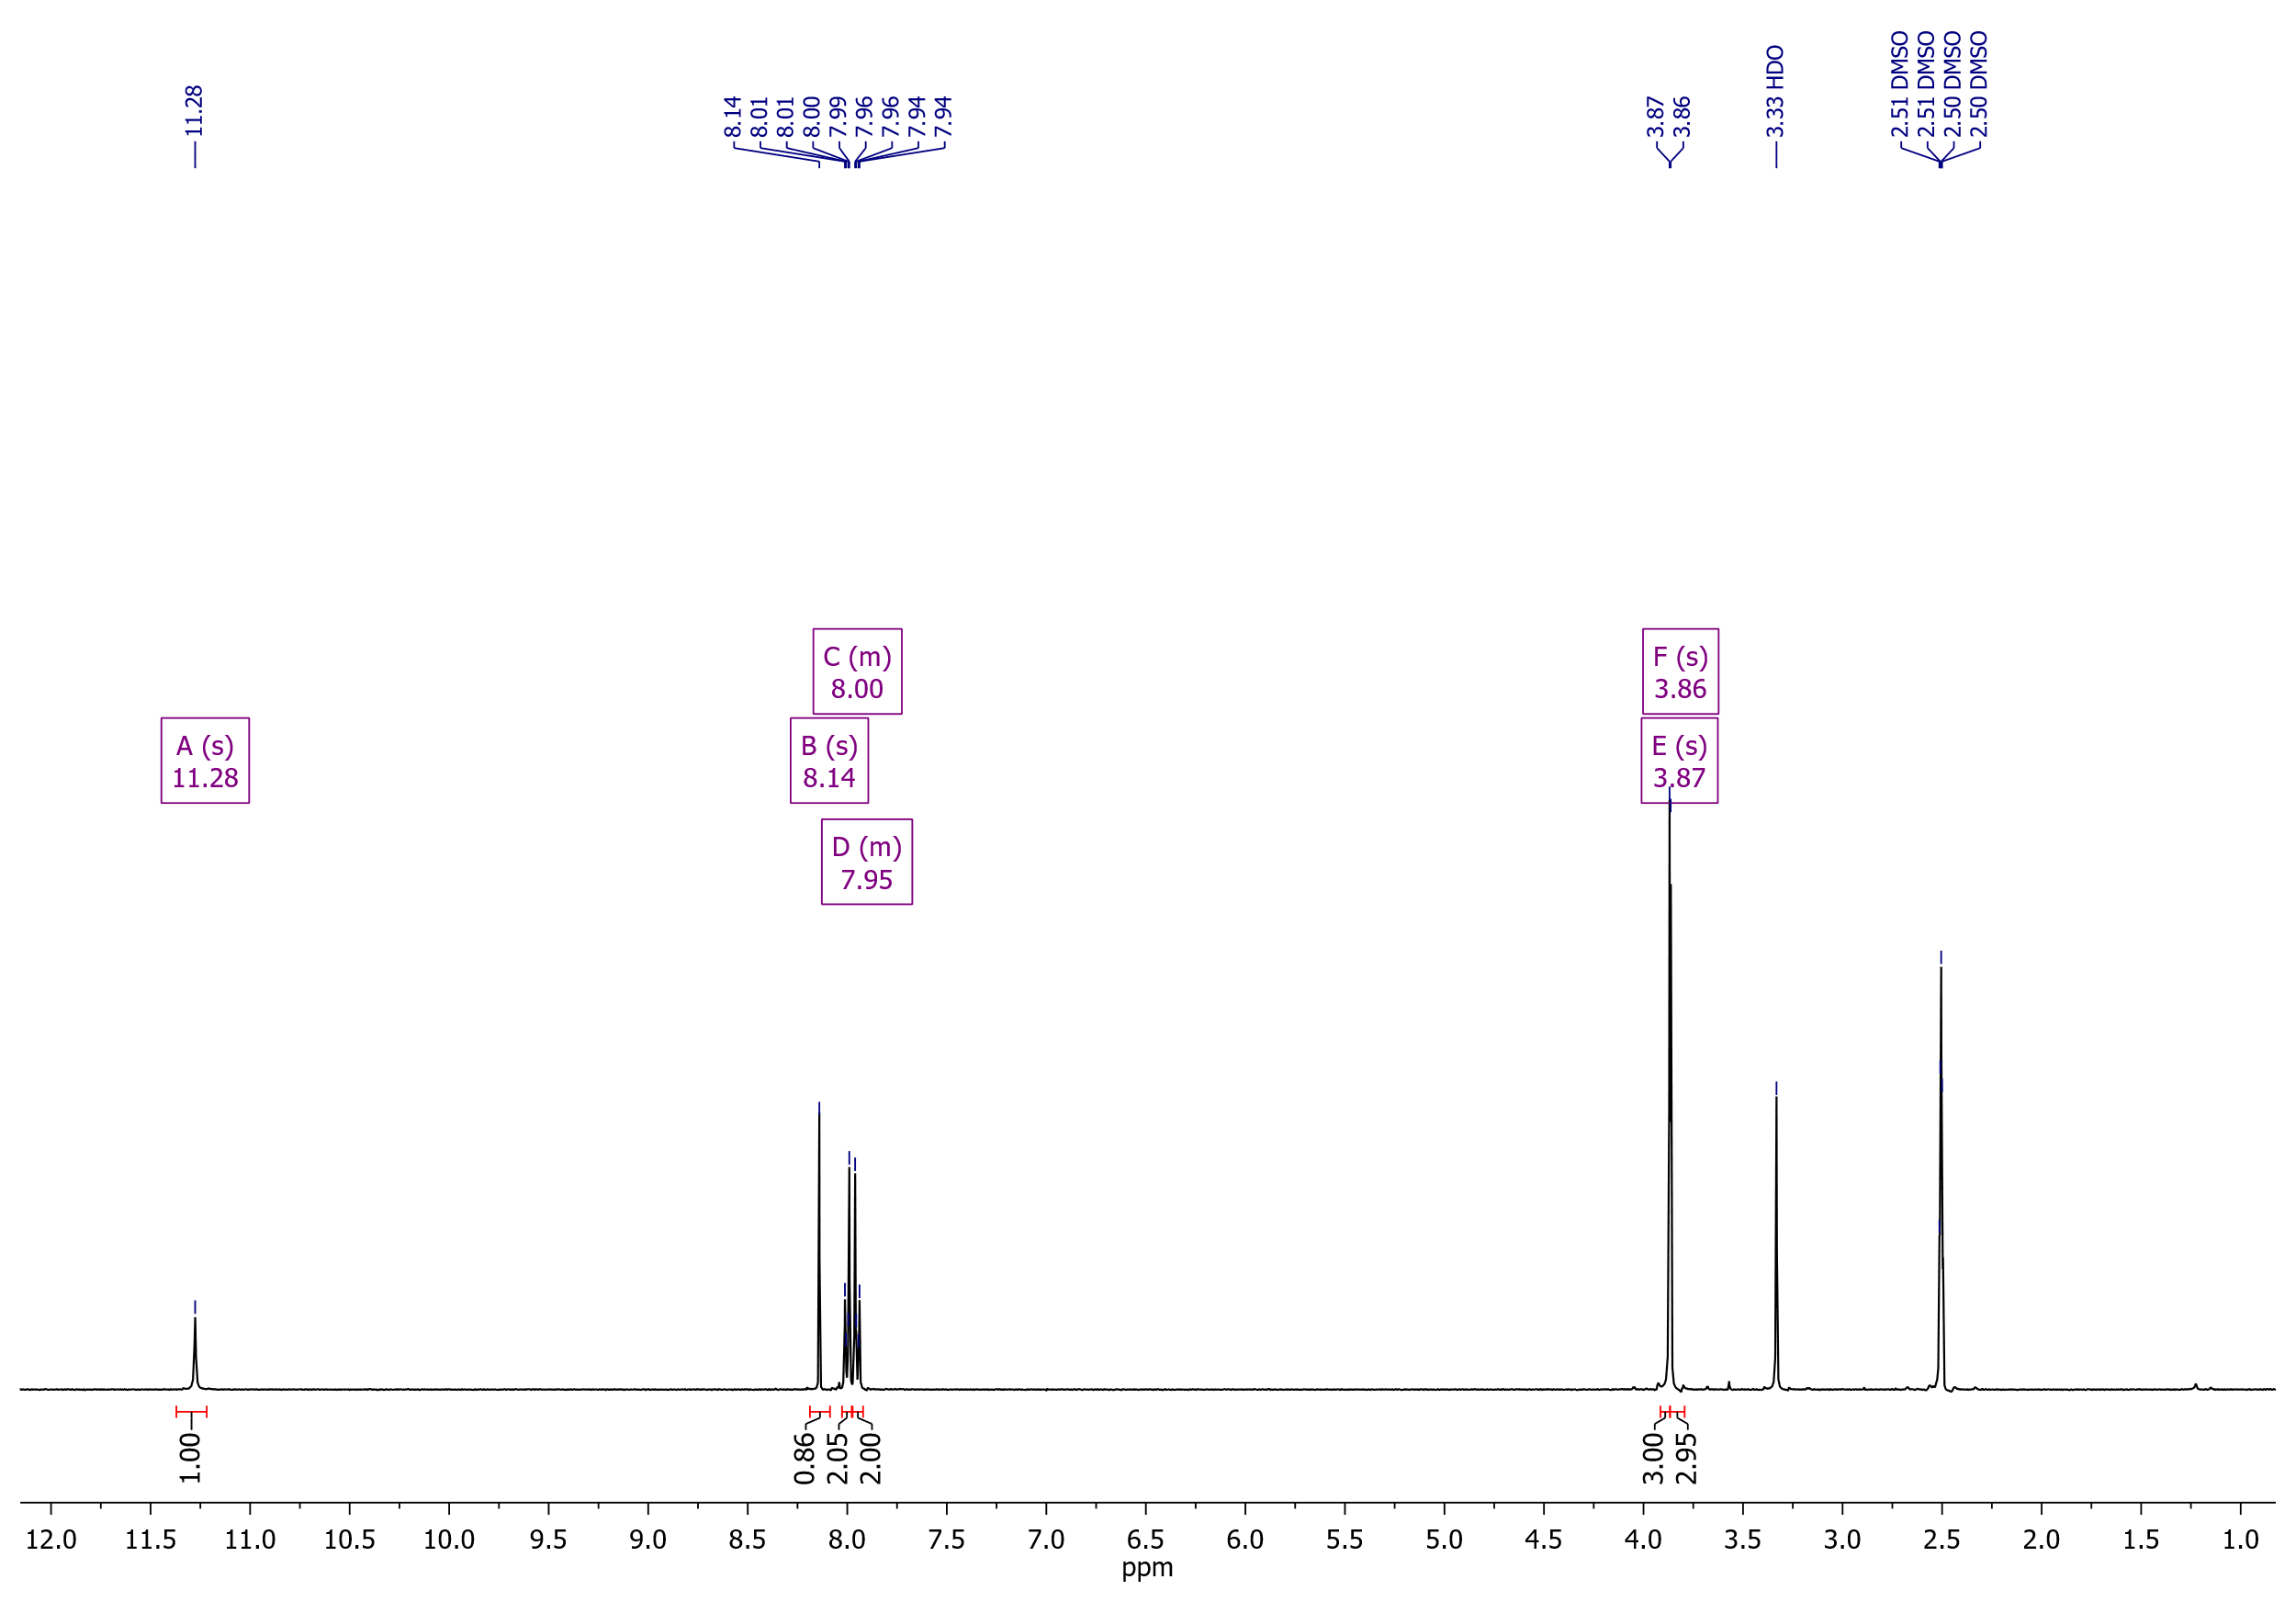 11.28
8.14
8.01
8.01
8.00
7.99
7.96
7.96
7.94
7.94
3.87
3.86
3.33 HDO
2.51 DMSO
2.51 DMSO
2.50 DMSO
2.50 DMSO
C (m)
8.00
F (s)
3.86
A (s)
11.28
B (s)
8.14
E (s)
3.87
D (m)
7.95
1.00
0.86
2.05
2.00
3.00
2.95
12.0 11.5 11.0 10.5 10.0 9.5 9.0 8.5 8.0 7.5 7.0 6.5 6.0 5.5 5.0 4.5 4.0 3.5 3.0 2.5 2.0 1.5 1.0
ppm